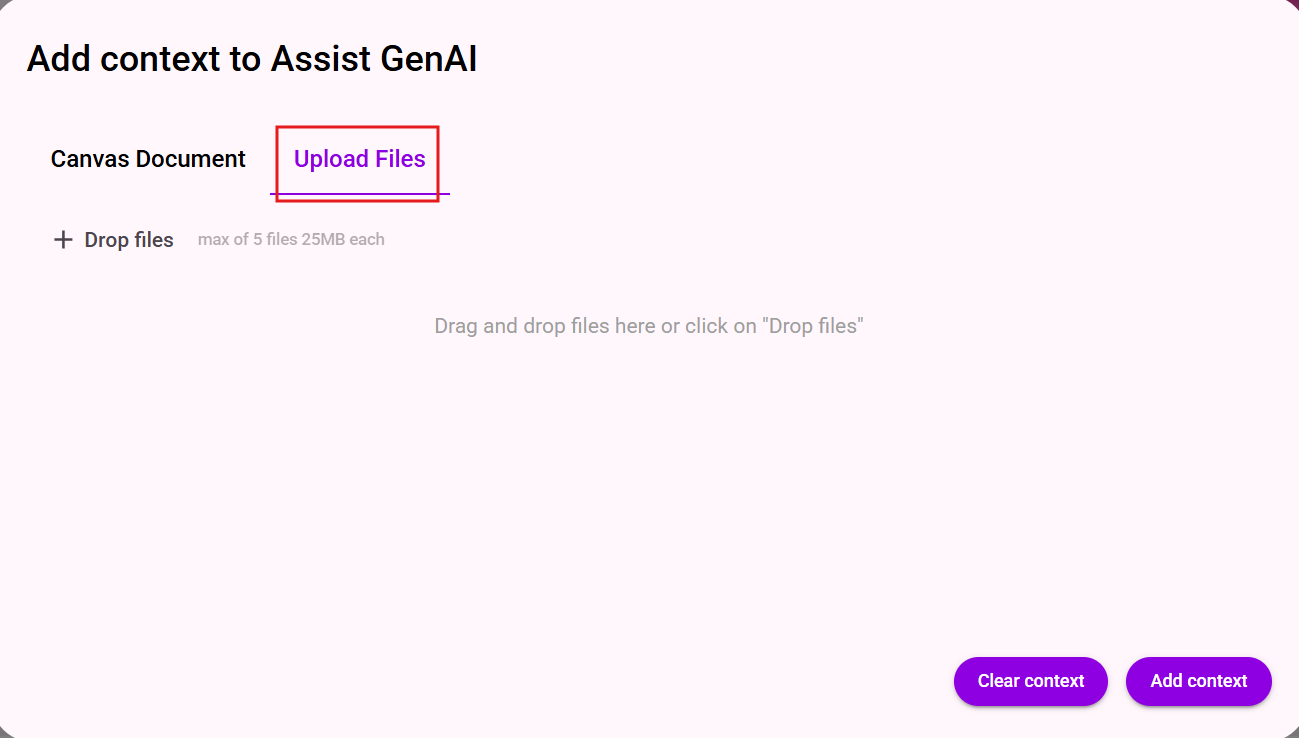 Add context to Assist GenAI
Canvas Document Upload Files
Drop files max of 5 files 25MB each
Drag and drop files here or click on "Drop files"
Clear context Add context